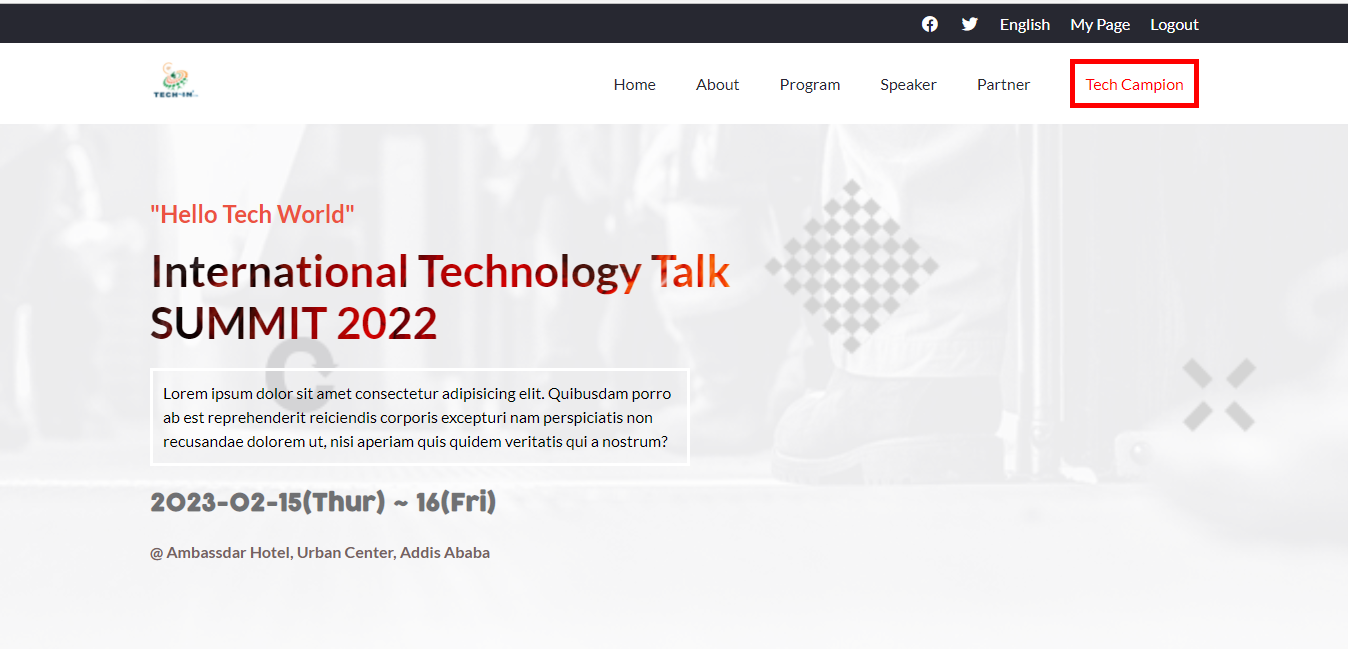 English My Page Logout
TECH-IN
Home About Program Speaker Partner Tech Campion
"Hello Tech World"
International Technology Talk
SUMMIT 2022
Lorem ipsum dolor sit amet consectetur adipisicing elit. Quibusdam porro
ab est reprehenderit reiciendis corporis excepturi nam perspiciatis non
recusandae dolorem ut, nisi aperiam quis quidem veritatis qui a nostrum?
2023-02-15(Thur) ~ 16(Fri)
@ Ambassdar Hotel, Urban Center, Addis Ababa